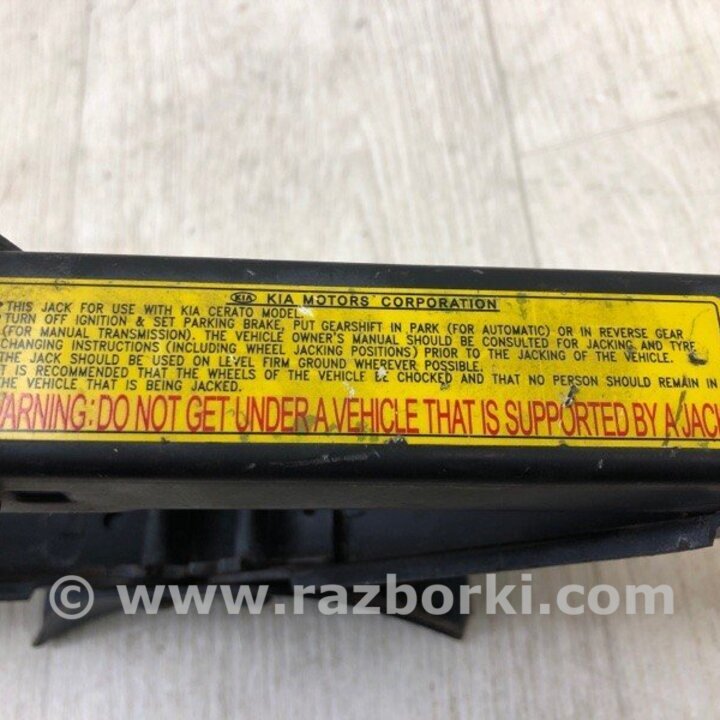 KIA KIA MOTORS CORPORATION
THIS JACK FOR USE WITH KIA CERATO MODEL
TURN OFF IGNITION & SET PARKING BRAKE, PUT GEARSHIFT IN PARK (FOR AUTOMATIC) OR IN REVERSE GEAR
(FOR MANUAL TRANSMISSION). THE VEHICLE OWNER'S MANUAL SHOULD BE CONSULTED FOR JACKING AND TYRE
CHANGING INSTRUCTIONS (INCLUDING WHEEL JACKING POSITIONS) PRIOR TO THE JACKING OF THE VEHICLE.
THE JACK SHOULD BE USED ON LEVEL FIRM GROUND WHEREVER POSSIBLE.
IT IS RECOMMENDED THAT THE WHEELS OF THE VEHICLE BE CHOCKED AND THAT NO PERSON SHOULD REMAIN IN
THE VEHICLE THAT IS BEING JACKED.
WARNING: DO NOT GET UNDER A VEHICLE THAT IS SUPPORTED BY A JACK
© www.razborki.com